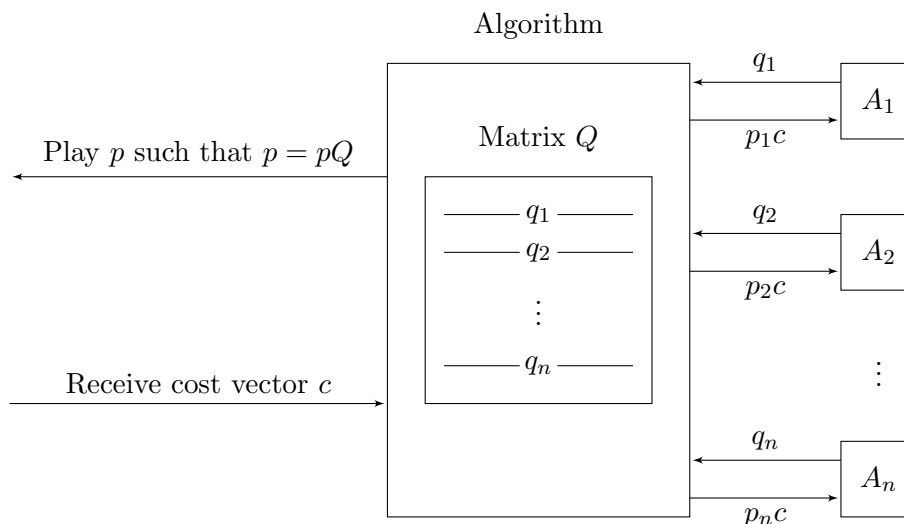 Algorithm
q₁
A₁
p₁c
Matrix Q
Play p such that p = pQ
q₁
q₂
q₂
A₂
p₂c
⋮
qₙ
Receive cost vector c
⋮
qₙ
Aₙ
pₙc